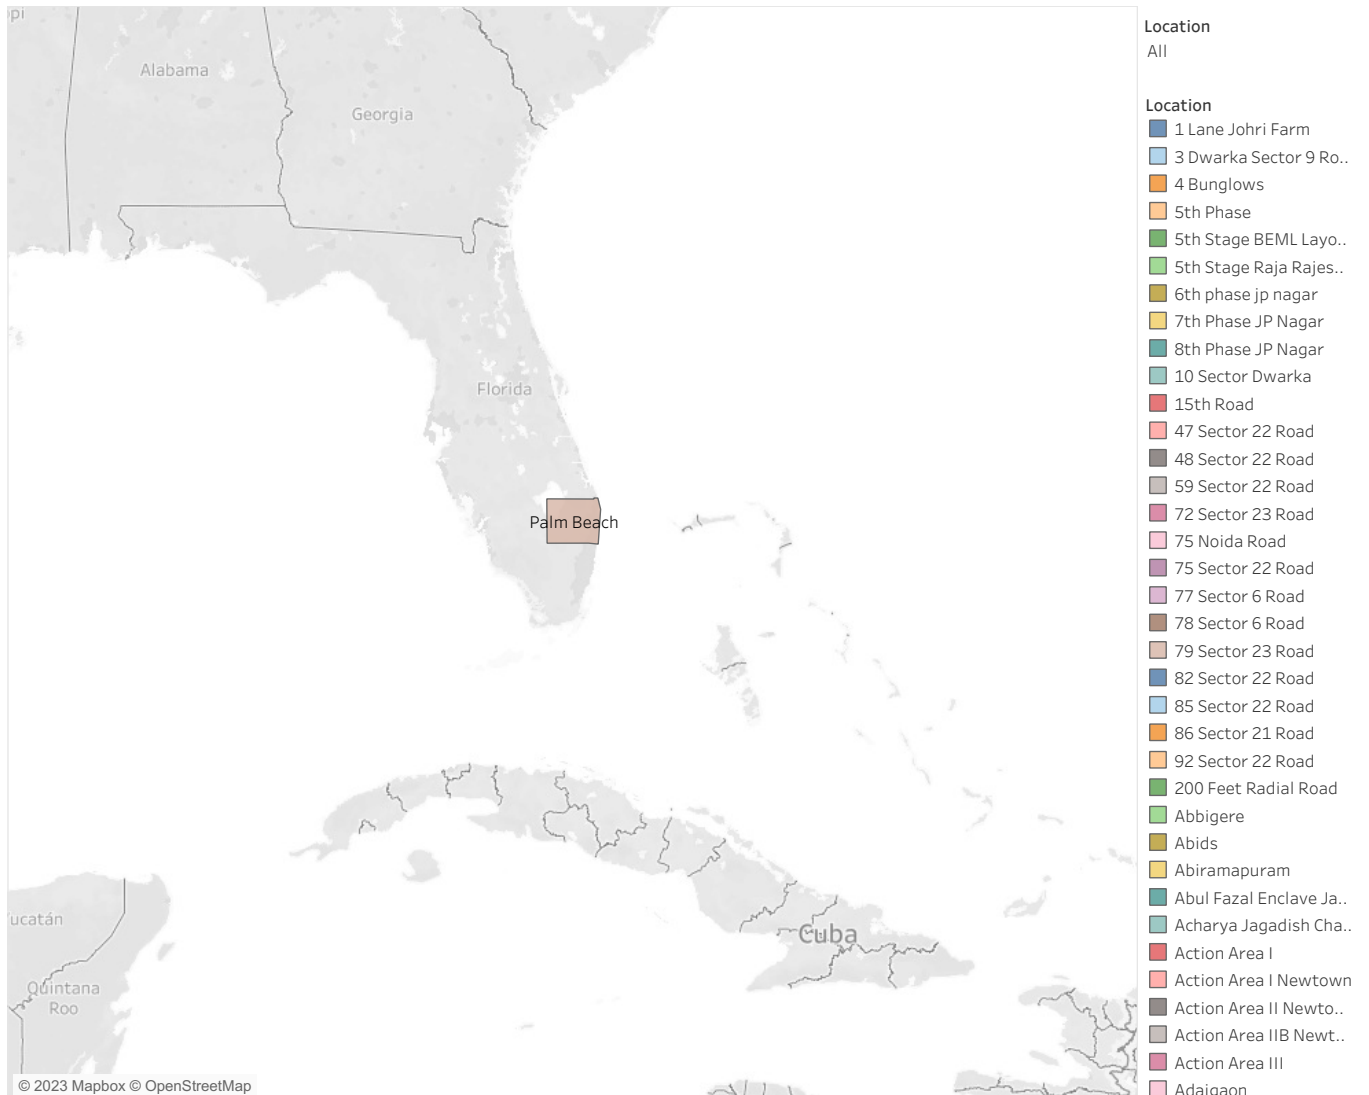 pi
Alabama
Georgia
Florida
Palm Beach
Cuba
ucatán
Quintana
Roo
© 2023 Mapbox © OpenStreetMap
Location
All
Location
1 Lane Johri Farm
3 Dwarka Sector 9 Ro..
4 Bunglows
5th Phase
5th Stage BEML Layo..
5th Stage Raja Rajes..
6th phase jp nagar
7th Phase JP Nagar
8th Phase JP Nagar
10 Sector Dwarka
15th Road
47 Sector 22 Road
48 Sector 22 Road
59 Sector 22 Road
72 Sector 23 Road
75 Noida Road
75 Sector 22 Road
77 Sector 6 Road
78 Sector 6 Road
79 Sector 23 Road
82 Sector 22 Road
85 Sector 22 Road
86 Sector 21 Road
92 Sector 22 Road
200 Feet Radial Road
Abbigere
Abids
Abiramapuram
Abul Fazal Enclave Ja..
Acharya Jagadish Cha..
Action Area I
Action Area I Newtown
Action Area II Newto..
Action Area IIB Newt..
Action Area III
Adaigaon